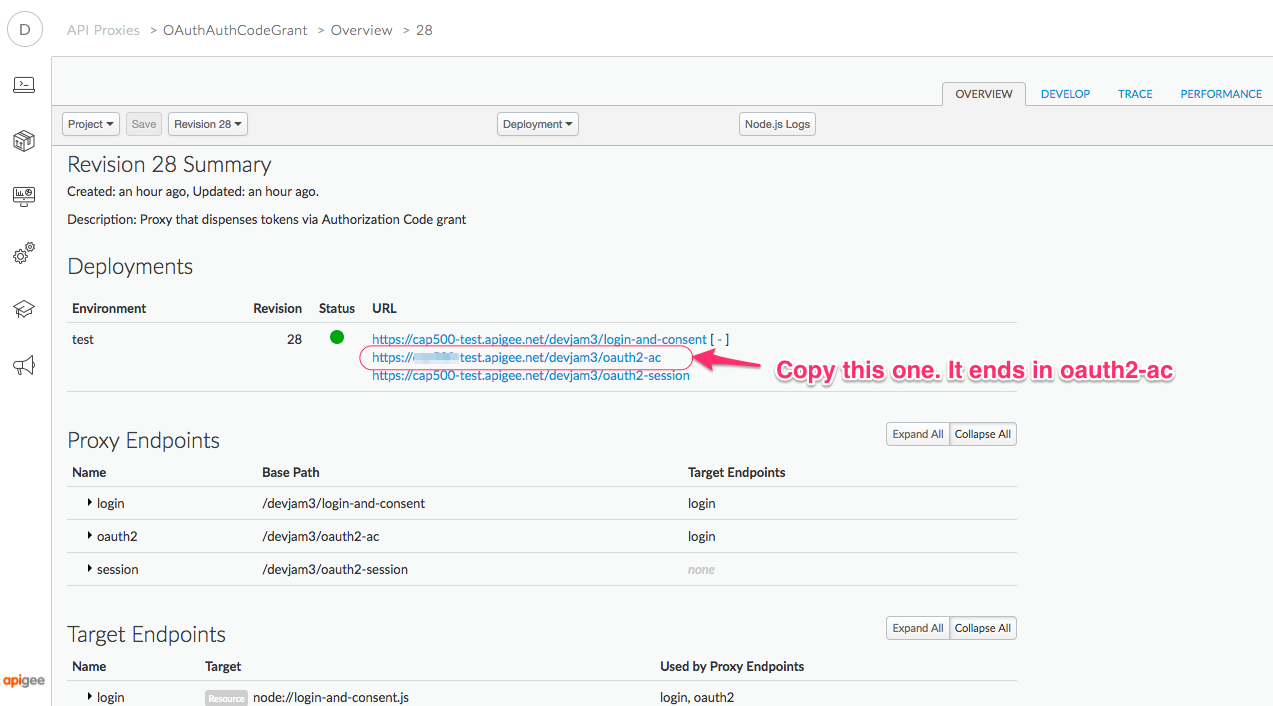 D
API Proxies > OAuthAuthCodeGrant > Overview > 28
OVERVIEW DEVELOP TRACE PERFORMANCE
Project Save Revision 28 Deployment Node.js Logs
Revision 28 Summary
Created: an hour ago, Updated: an hour ago.
Description: Proxy that dispenses tokens via Authorization Code grant
Deployments
Environment Revision Status URL
test 28 https://cap500-test.apigee.net/devjam3/login-and-consent [ - ]
https:// -test.apigee.net/devjam3/oauth2-ac
https://cap500-test.apigee.net/devjam3/oauth2-session
Copy this one. It ends in oauth2-ac
Proxy Endpoints Expand All Collapse All
Name Base Path Target Endpoints
login /devjam3/login-and-consent login
oauth2 /devjam3/oauth2-ac login
session /devjam3/oauth2-session none
Target Endpoints Expand All Collapse All
Name Target Used by Proxy Endpoints
login Resource node://login-and-consent.js login, oauth2
apigee